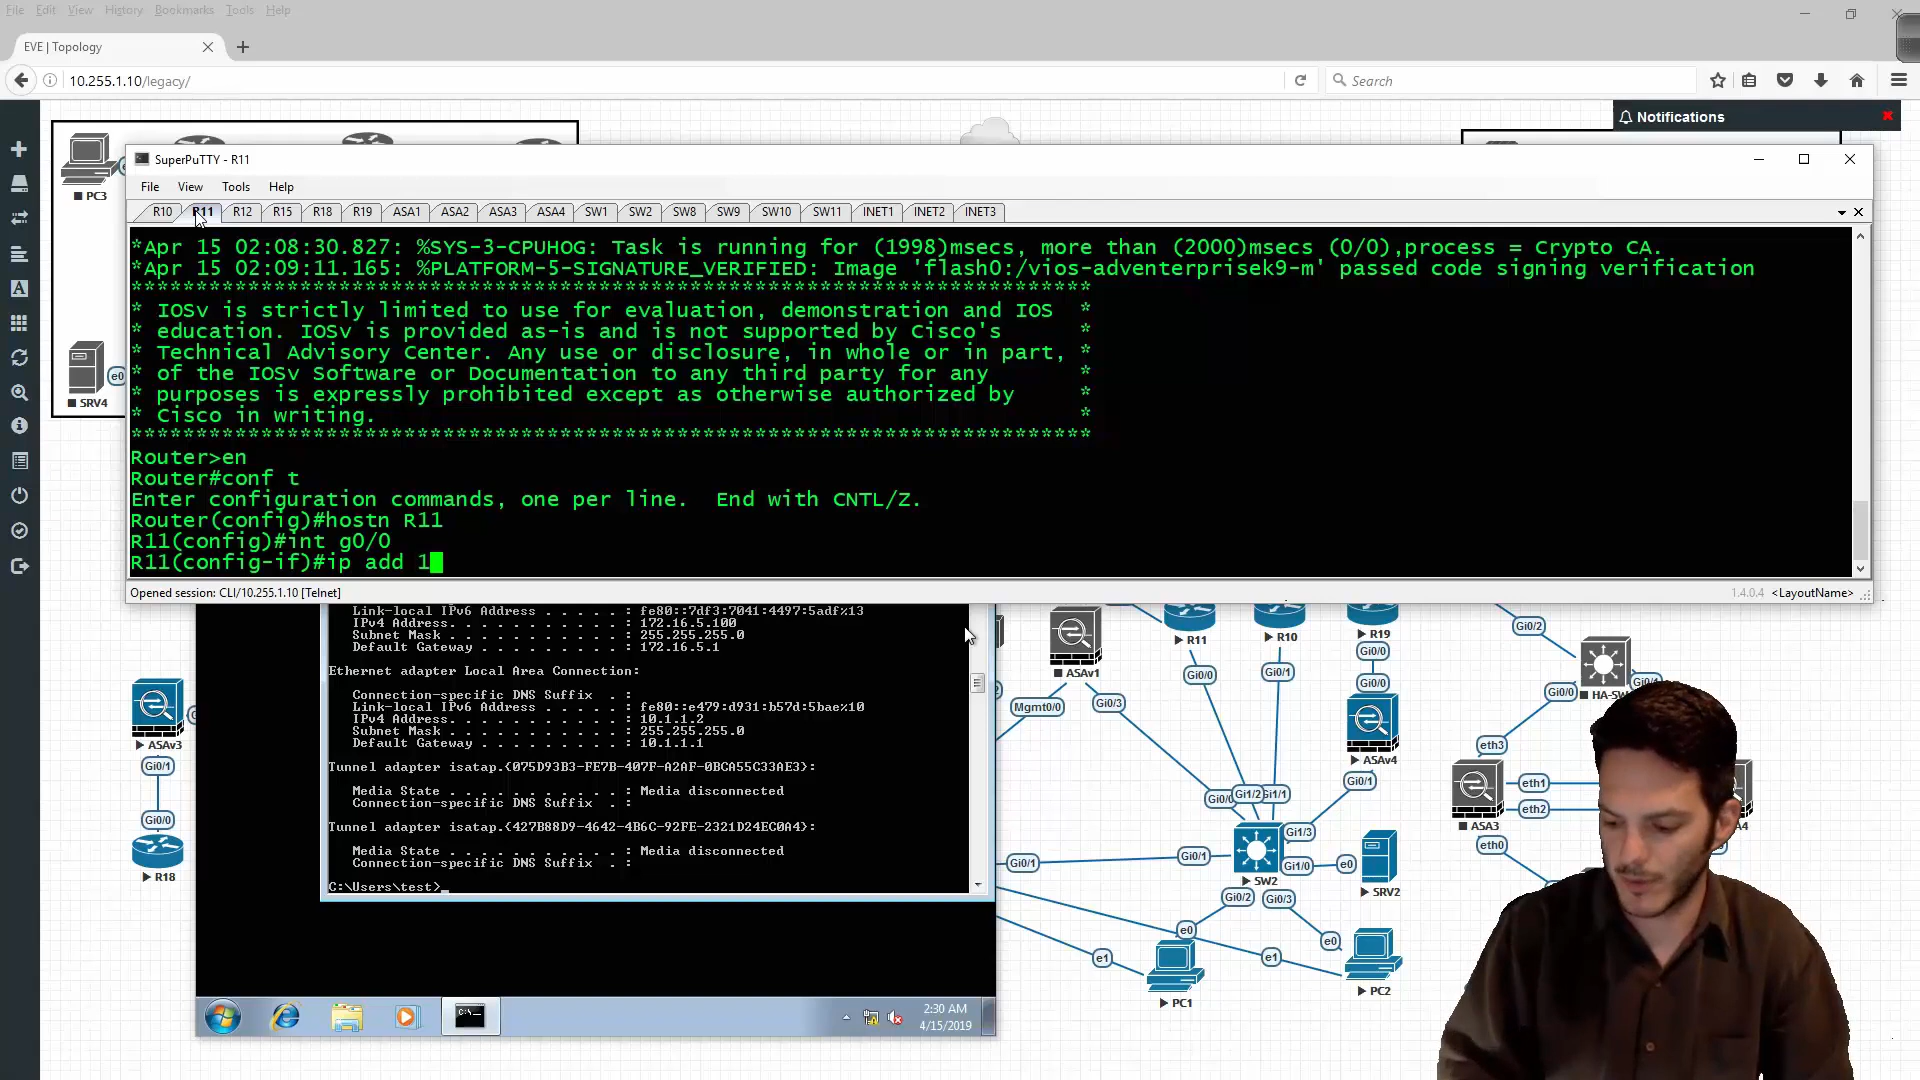 File Edit View History Bookmarks Tools Help
EVE | Topology
10.255.1.10/legacy/
Search
Notifications
PC3
SRV4
e0
SuperPuTTY - R11
File View Tools Help
R10 R11 R12 R15 R18 R19 ASA1 ASA2 ASA3 ASA4 SW1 SW2 SW8 SW9 SW10 SW11 INET1 INET2 INET3
*Apr 15 02:08:30.827: %SYS-3-CPUHOG: Task is running for (1998)msecs, more than (2000)msecs (0/0),process = Crypto CA.
*Apr 15 02:09:11.165: %PLATFORM-5-SIGNATURE_VERIFIED: Image 'flash0:/vios-adventerprisek9-m' passed code signing verification
**************************************************************************
* IOSv is strictly limited to use for evaluation, demonstration and IOS *
* education. IOSv is provided as-is and is not supported by Cisco's *
* Technical Advisory Center. Any use or disclosure, in whole or in part, *
* of the IOSv Software or Documentation to any third party for any *
* purposes is expressly prohibited except as otherwise authorized by *
* Cisco in writing. *
**************************************************************************
Router>en
Router#conf t
Enter configuration commands, one per line. End with CNTL/Z.
Router(config)#hostn R11
R11(config)#int g0/0
R11(config-if)#ip add 1
Opened session: CLI/10.255.1.10 [Telnet]
1.4.0.4 <LayoutName>
Link-local IPv6 Address . . . . . : fe80::7df3:7041:4497:5adf%13
IPv4 Address. . . . . . . . . . . : 172.16.5.100
Subnet Mask . . . . . . . . . . . : 255.255.255.0
Default Gateway . . . . . . . . . : 172.16.5.1
Ethernet adapter Local Area Connection:
Connection-specific DNS Suffix . :
Link-local IPv6 Address . . . . . : fe80::e479:d931:b57d:5bae%10
IPv4 Address. . . . . . . . . . . : 10.1.1.2
Subnet Mask . . . . . . . . . . . : 255.255.255.0
Default Gateway . . . . . . . . . : 10.1.1.1
Tunnel adapter isatap.{075D93B3-FE7B-407F-A2AF-0BCA55C33AE3}:
Media State . . . . . . . . . . . : Media disconnected
Connection-specific DNS Suffix . :
Tunnel adapter isatap.{427B88D9-4642-4B6C-92FE-2321D24EC0A4}:
Media State . . . . . . . . . . . : Media disconnected
Connection-specific DNS Suffix . :
C:\Users\test>_
2:30 AM
4/15/2019
ASAv3
Gi0/1
Gi0/0
R18
ASAv1
R11
R10
R19
Gi0/2
Mgmt0/0
Gi0/3
Gi0/0
Gi0/1
Gi0/0
Gi0/0
Gi0/0
HA-SW
ASAv4
eth3
Gi0/1
Gi1/2
Gi1/1
ASA3
eth1
eth2
eth0
Gi0/1
Gi0/1
Gi1/3
Gi1/0
e0
SW2
SRV2
Gi0/2
Gi0/3
e0
e0
e1
e1
PC1
PC2